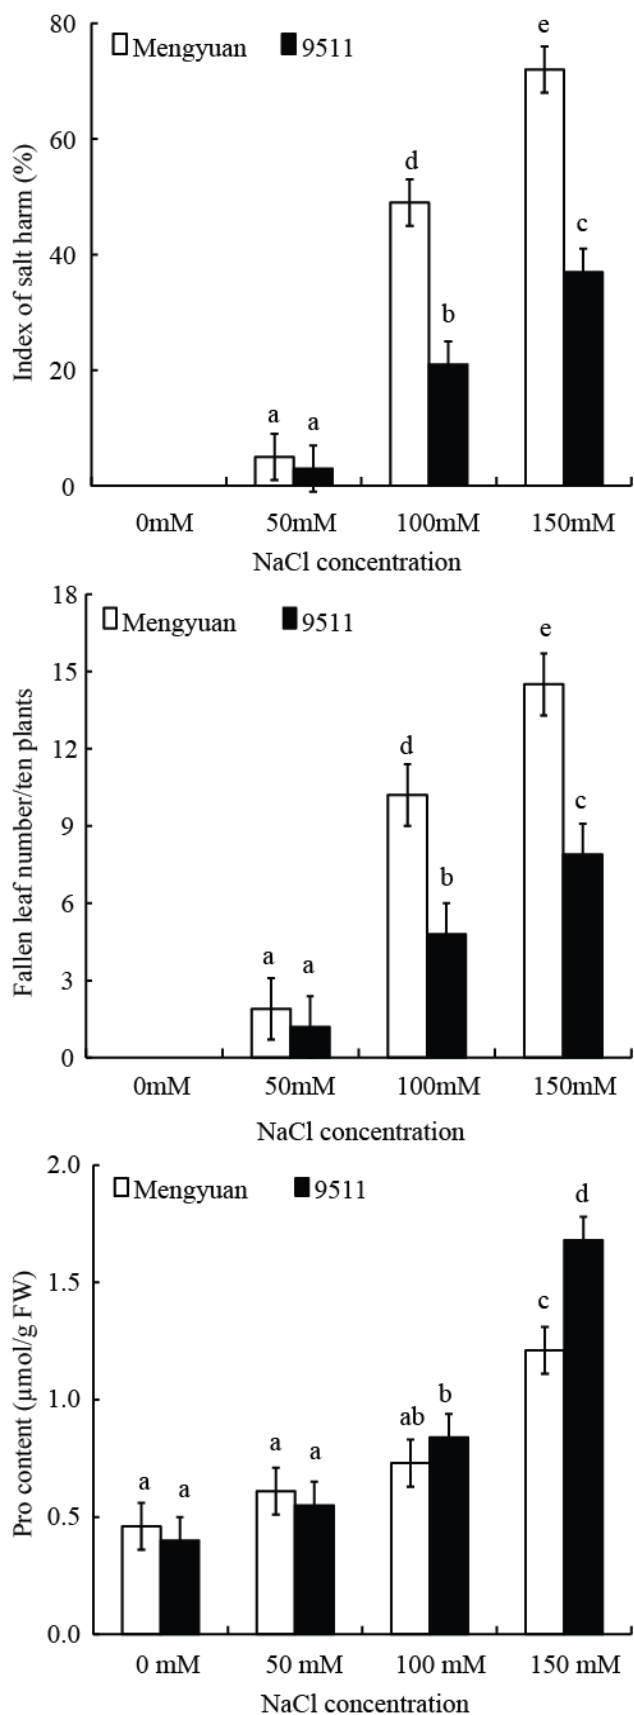 Index of salt harm (%)
80
60
40
20
0
Mengyuan 9511
a a
d b
e c
0mM 50mM 100mM 150mM
NaCl concentration
Fallen leaf number/ten plants
18
15
12
9
6
3
0
Mengyuan 9511
a a
d b
e c
0mM 50mM 100mM 150mM
NaCl concentration
Pro content (μmol/g FW)
2.0
1.5
1.0
0.5
0.0
Mengyuan 9511
a a
a a
ab b
c d
0 mM 50 mM 100 mM 150 mM
NaCl concentration